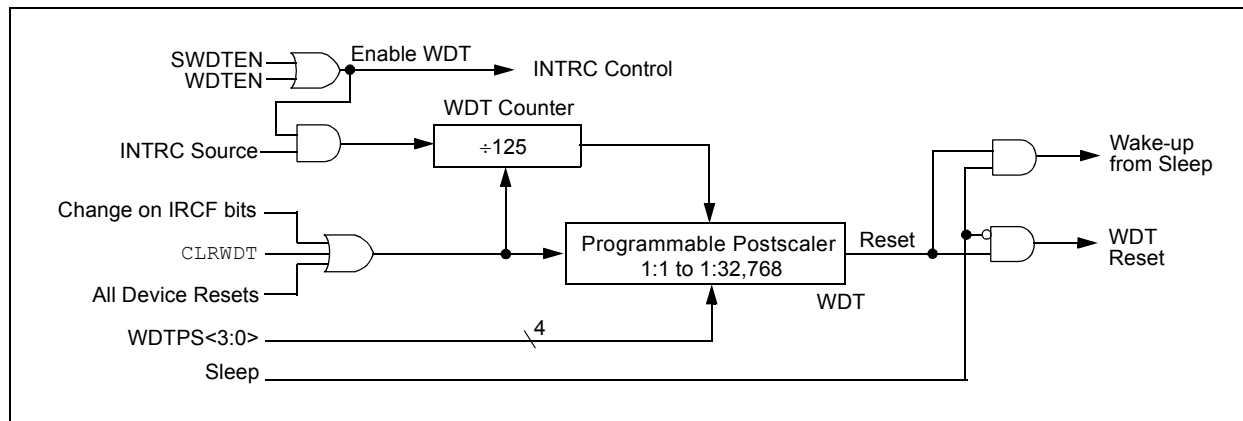 SWDTEN
WDTEN
Enable WDT
INTRC Control
WDT Counter
÷125
INTRC Source
Wake-up
from Sleep
Change on IRCF bits
CLRWDT
All Device Resets
Programmable Postscaler
1:1 to 1:32,768
Reset
WDT
Reset
WDT
WDTPS<3:0>
4
Sleep